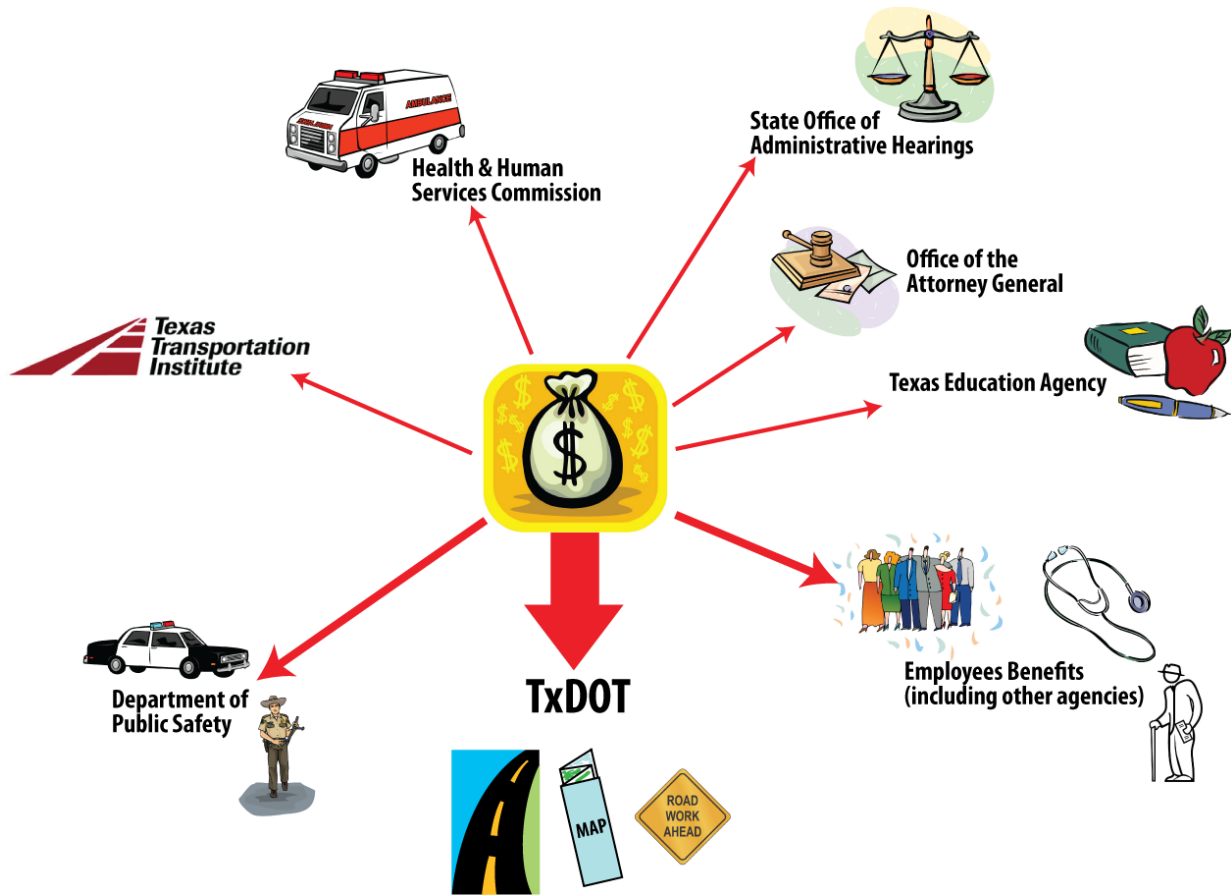 AMBULANCE
AMBULANCE
Health & Human
Services Commission
State Office of
Administrative Hearings
Office of the
Attorney General
Texas
Transportation
Institute
Texas Education Agency
$
Department of
Public Safety
TxDOT
Employees Benefits
(including other agencies)
MAP
ROAD
WORK
AHEAD